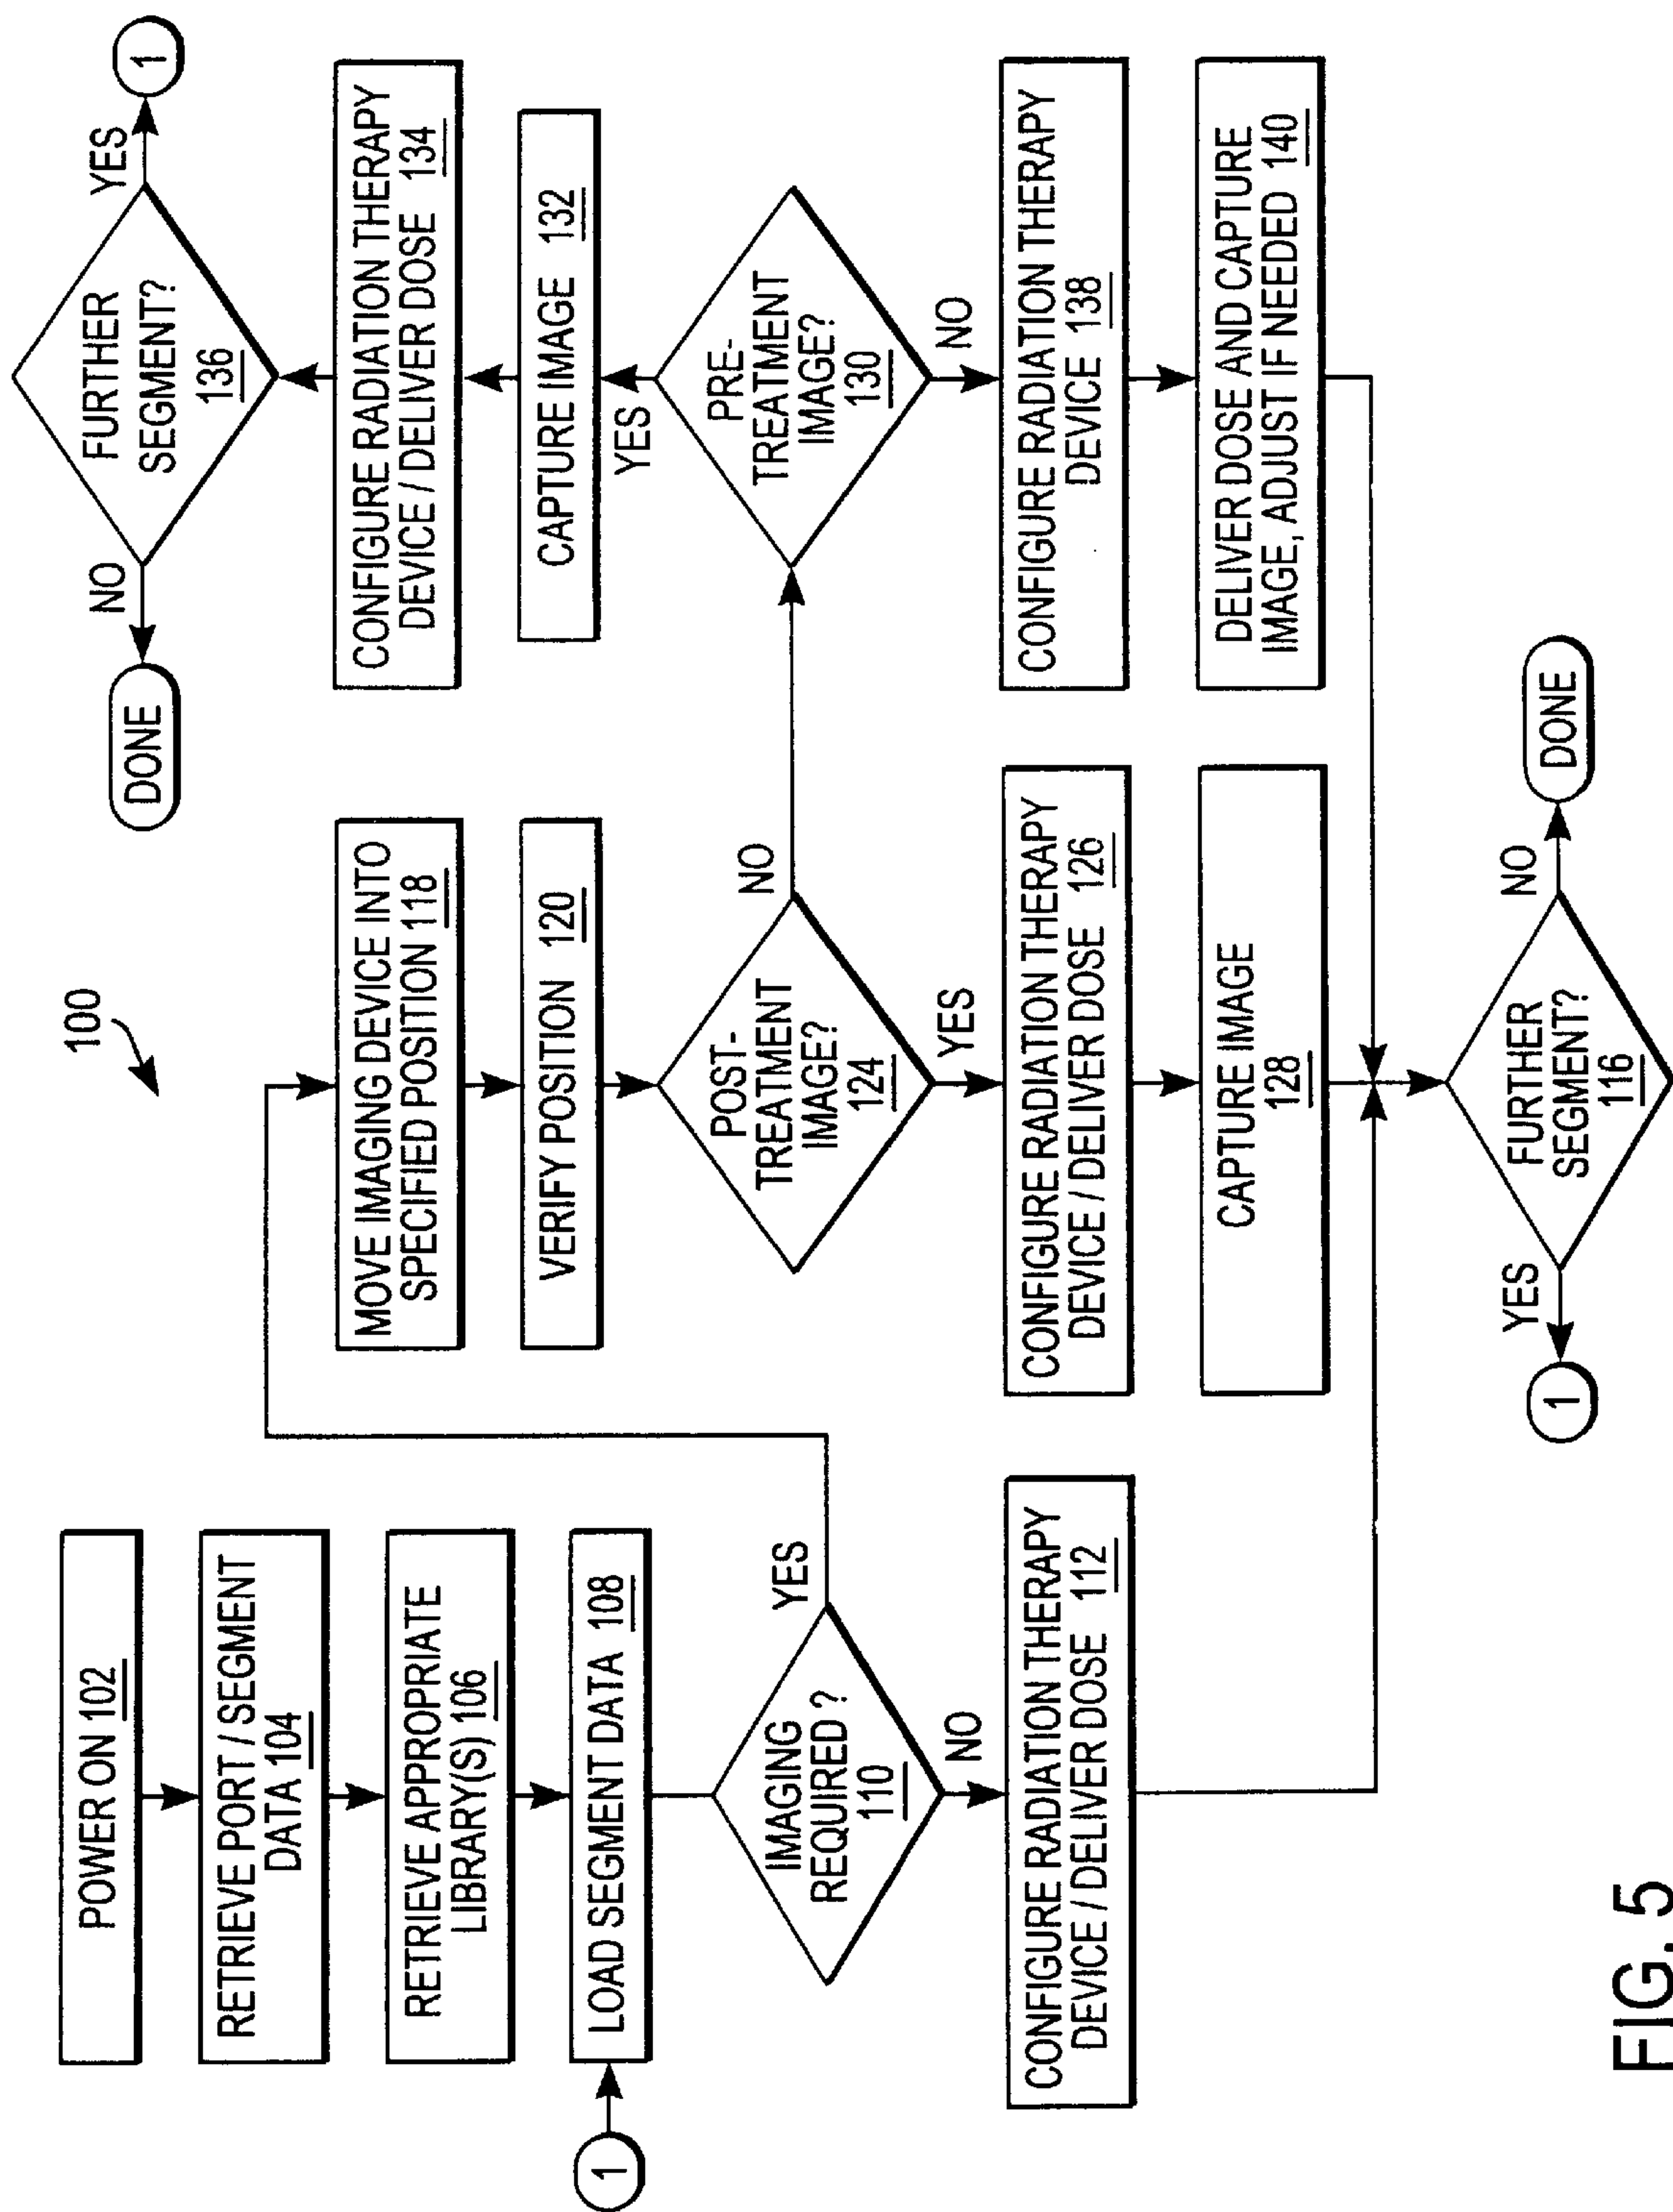 100
POWER ON 102
RETRIEVE PORT / SEGMENT
DATA 104
RETRIEVE APPROPRIATE
LIBRARY(S) 106
1
LOAD SEGMENT DATA 108
IMAGING
REQUIRED ?
110
YES
NO
CONFIGURE RADIATION THERAPY
DEVICE / DELIVER DOSE 112
MOVE IMAGING DEVICE INTO
SPECIFIED POSITION 118
VERIFY POSITION 120
POST-
TREATMENT
IMAGE?
124
NO
YES
CONFIGURE RADIATION THERAPY
DEVICE / DELIVER DOSE 126
CAPTURE IMAGE
128
FURTHER
SEGMENT?
116
YES
1
NO
DONE
FURTHER
SEGMENT?
136
NO
DONE
YES
1
CONFIGURE RADIATION THERAPY
DEVICE / DELIVER DOSE 134
CAPTURE IMAGE 132
YES
PRE-
TREATMENT
IMAGE?
130
NO
CONFIGURE RADIATION THERAPY
DEVICE 138
DELIVER DOSE AND CAPTURE
IMAGE, ADJUST IF NEEDED 140
FIG. 5